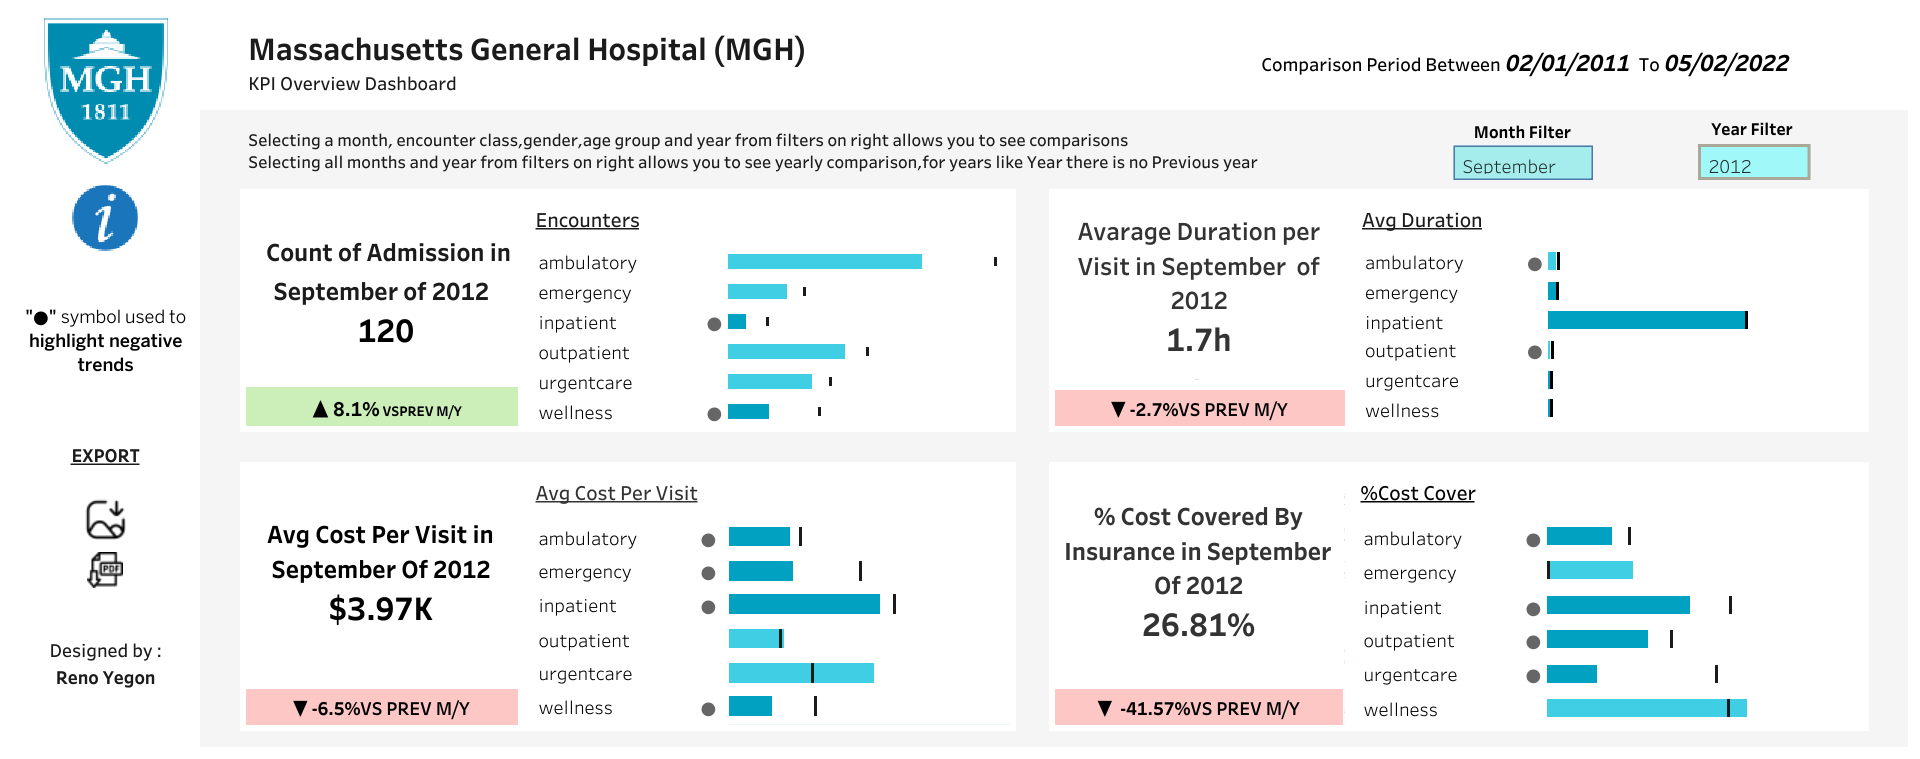 MGH
1811
Massachusetts General Hospital (MGH)
KPI Overview Dashboard
Comparison Period Between 02/01/2011 To 05/02/2022
Selecting a month, encounter class,gender,age group and year from filters on right allows you to see comparisons
Selecting all months and year from filters on right allows you to see yearly comparison,for years like Year there is no Previous year
Month Filter
September
Year Filter
2012
i
"●" symbol used to
highlight negative
trends
EXPORT
PDF
Designed by :
Reno Yegon
Count of Admission in
September of 2012
120
▲ 8.1% VSPREV M/Y
Encounters
ambulatory
emergency
inpatient
outpatient
urgentcare
wellness
Avarage Duration per
Visit in September of
2012
1.7h
▼ -2.7%VS PREV M/Y
Avg Duration
ambulatory
emergency
inpatient
outpatient
urgentcare
wellness
Avg Cost Per Visit in
September Of 2012
$3.97K
▼ -6.5%VS PREV M/Y
Avg Cost Per Visit
ambulatory
emergency
inpatient
outpatient
urgentcare
wellness
% Cost Covered By
Insurance in September
Of 2012
26.81%
▼ -41.57%VS PREV M/Y
%Cost Cover
ambulatory
emergency
inpatient
outpatient
urgentcare
wellness